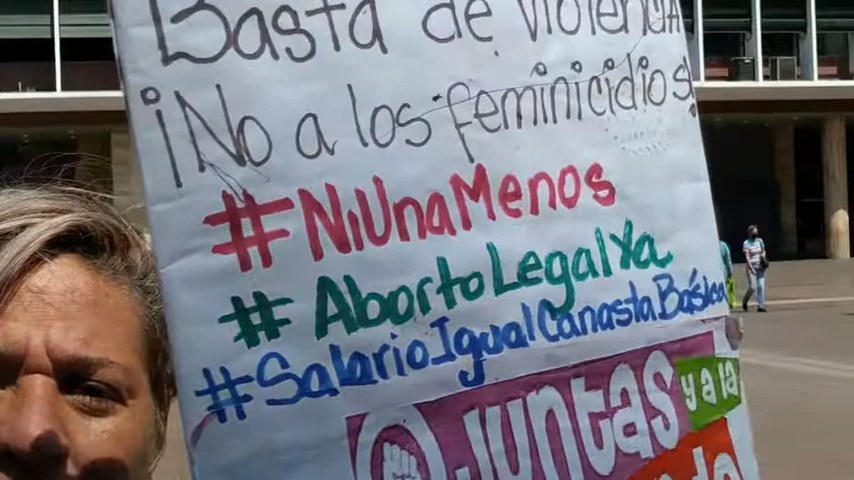 Basta de violencia
¡No a los feminicidios!
#NiUnaMenos
#AbortoLegalYa
#SalarioIgualCanastaBásica
Juntas
y a la